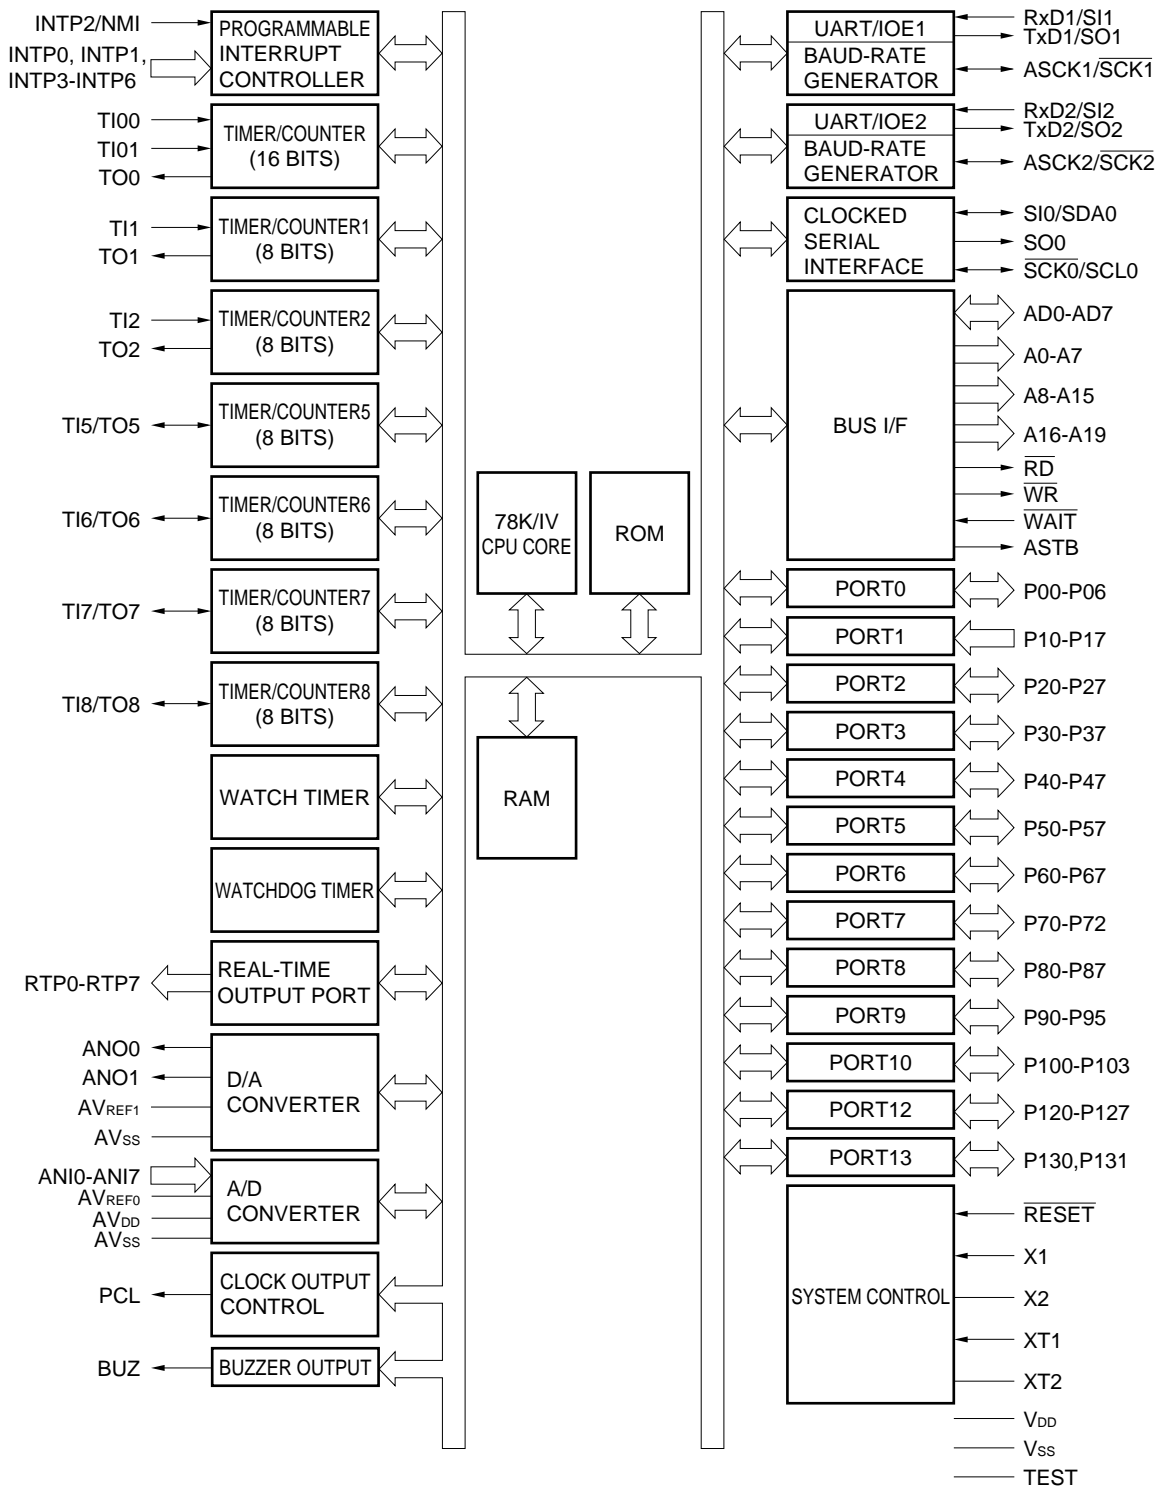 INTP2/NMI
INTP0, INTP1,
INTP3-INTP6
PROGRAMMABLE
INTERRUPT
CONTROLLER
TI00
TI01
TO0
TIMER/COUNTER
(16 BITS)
TI1
TO1
TIMER/COUNTER1
(8 BITS)
TI2
TO2
TIMER/COUNTER2
(8 BITS)
TI5/TO5
TIMER/COUNTER5
(8 BITS)
TI6/TO6
TIMER/COUNTER6
(8 BITS)
TI7/TO7
TIMER/COUNTER7
(8 BITS)
TI8/TO8
TIMER/COUNTER8
(8 BITS)
WATCH TIMER
WATCHDOG TIMER
RTP0-RTP7
REAL-TIME
OUTPUT PORT
ANO0
ANO1
AVREF1
AVSS
D/A
CONVERTER
ANI0-ANI7
AVREF0
AVDD
AVSS
A/D
CONVERTER
PCL
CLOCK OUTPUT
CONTROL
BUZ
BUZZER OUTPUT
78K/IV
CPU CORE
ROM
RAM
UART/IOE1
BAUD-RATE
GENERATOR
RxD1/SI1
TxD1/SO1
ASCK1/SCK1
UART/IOE2
BAUD-RATE
GENERATOR
RxD2/SI2
TxD2/SO2
ASCK2/SCK2
CLOCKED
SERIAL
INTERFACE
SI0/SDA0
SO0
SCK0/SCL0
BUS I/F
AD0-AD7
A0-A7
A8-A15
A16-A19
RD
WR
WAIT
ASTB
PORT0
P00-P06
PORT1
P10-P17
PORT2
P20-P27
PORT3
P30-P37
PORT4
P40-P47
PORT5
P50-P57
PORT6
P60-P67
PORT7
P70-P72
PORT8
P80-P87
PORT9
P90-P95
PORT10
P100-P103
PORT12
P120-P127
PORT13
P130,P131
SYSTEM CONTROL
RESET
X1
X2
XT1
XT2
VDD
VSS
TEST